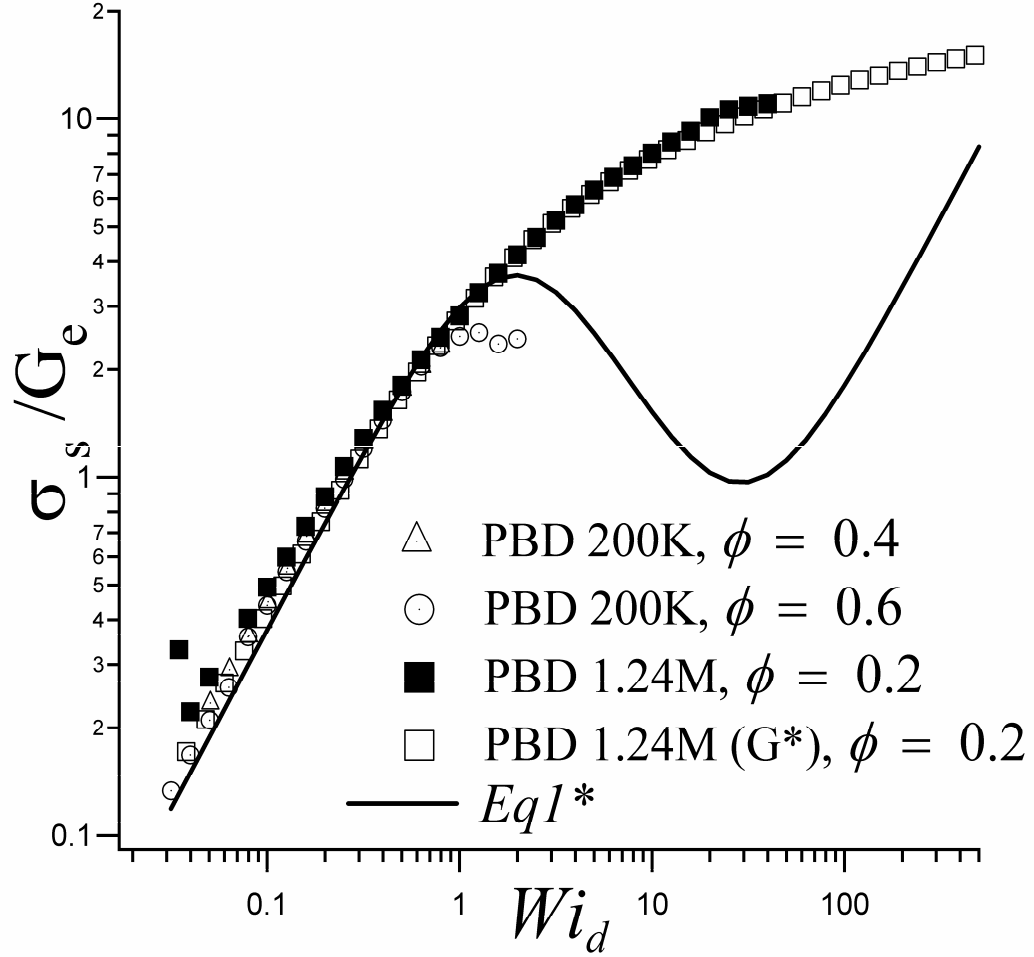 2
10
7
6
5
4
3
2
1
7
6
5
4
3
2
0.1
σs/Ge
PBD 200K, ϕ = 0.4
PBD 200K, ϕ = 0.6
PBD 1.24M, ϕ = 0.2
PBD 1.24M (G*), ϕ = 0.2
Eq1*
0.1 1 10 100
Wid